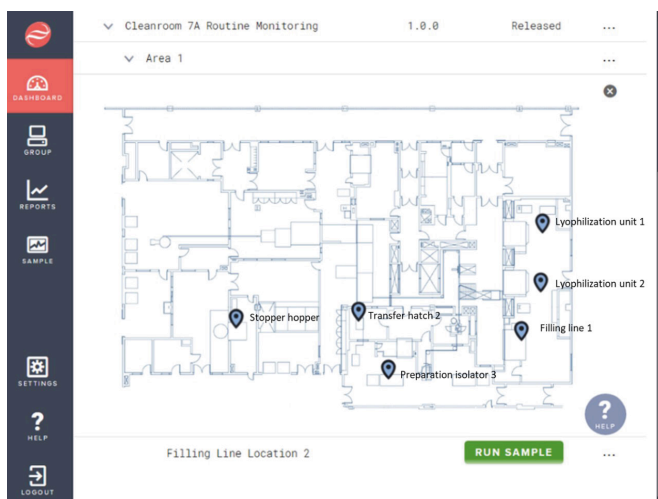 Cleanroom 7A Routine Monitoring 1.0.0 Released ...
Area 1 ...
DASHBOARD
GROUP
REPORTS
SAMPLE
SETTINGS
?
HELP
LOGOUT
Lyophilization unit 1
Lyophilization unit 2
Stopper hopper
Transfer hatch 2
Filling line 1
Preparation isolator 3
?
HELP
Filling Line Location 2 RUN SAMPLE ...